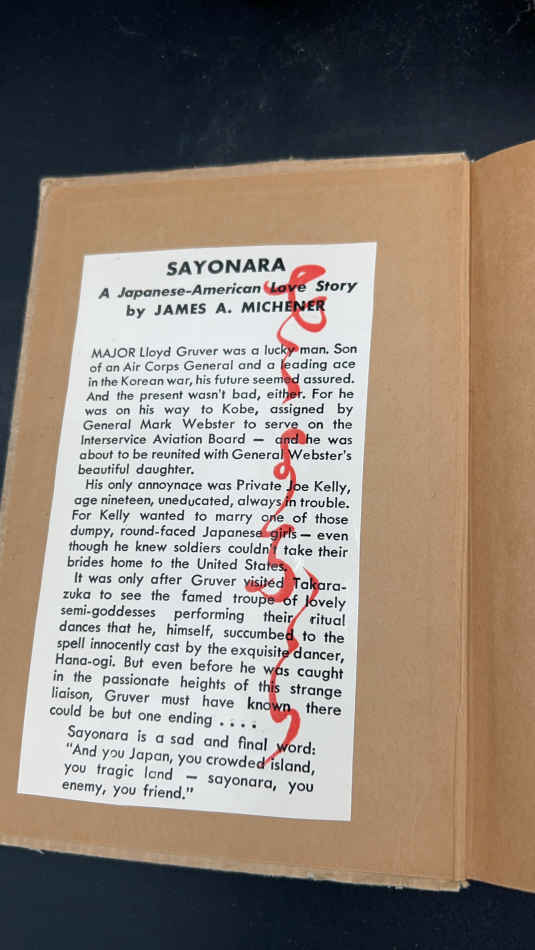 SAYONARA
A Japanese-American Love Story
by JAMES A. MICHENER
MAJOR Lloyd Gruver was a lucky man. Son
of an Air Corps General and a leading ace
in the Korean war, his future seemed assured.
And the present wasn't bad, either. For he
was on his way to Kobe, assigned by
General Mark Webster to serve on the
Interservice Aviation Board — and he was
about to be reunited with General Webster's
beautiful daughter.
His only annoynace was Private Joe Kelly,
age nineteen, uneducated, always in trouble.
For Kelly wanted to marry one of those
dumpy, round-faced Japanese girls — even
though he knew soldiers couldn't take their
brides home to the United States.
It was only after Gruver visited Takara-
zuka to see the famed troupe of lovely
semi-goddesses performing their ritual
dances that he, himself, succumbed to the
spell innocently cast by the exquisite dancer,
Hana-ogi. But even before he was caught
in the passionate heights of this strange
liaison, Gruver must have known there
could be but one ending . . . .
Sayonara is a sad and final word:
"And you Japan, you crowded island,
you tragic land — sayonara, you
enemy, you friend."